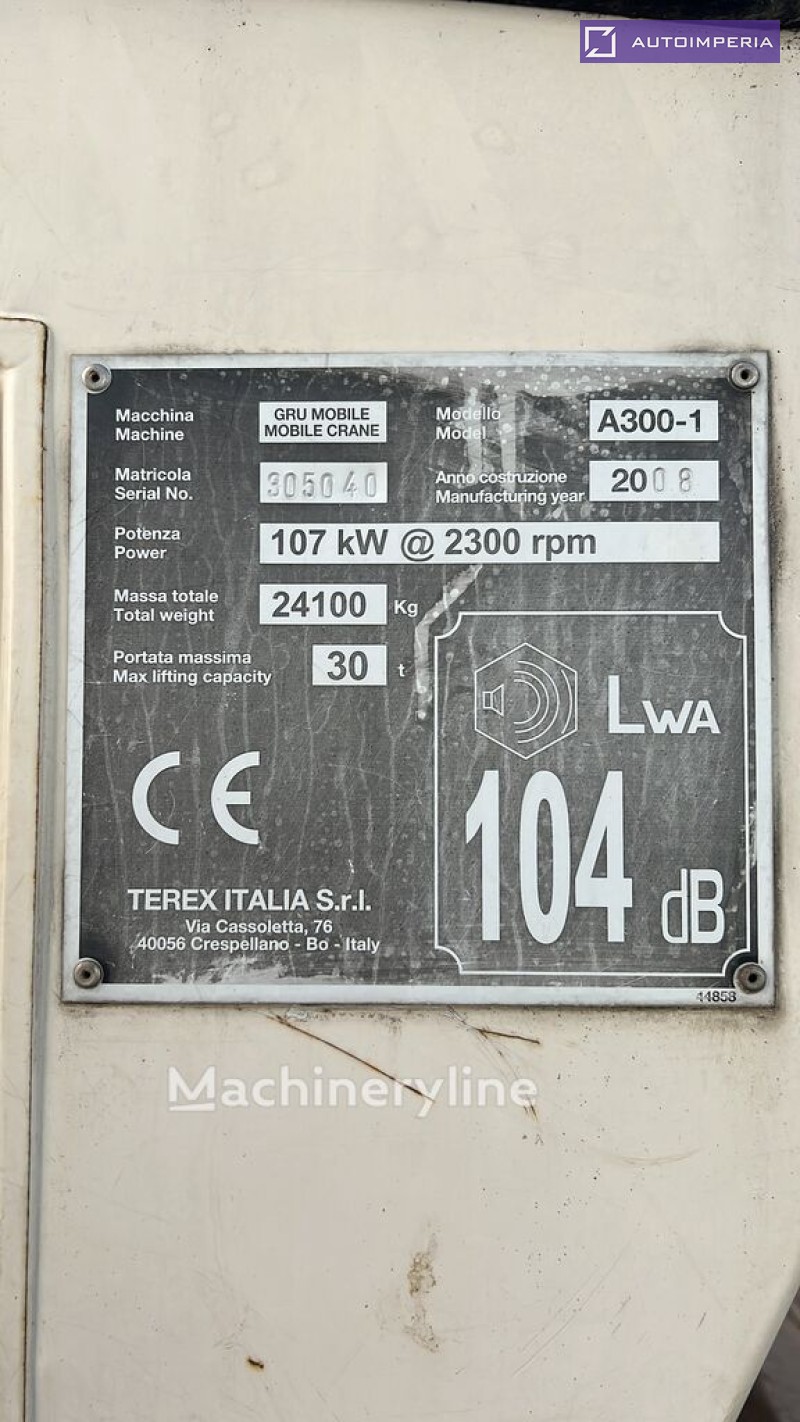 AUTOIMPERIA
Macchina
Machine
GRU MOBILE
MOBILE CRANE
Modello
Model
A300-1
Matricola
Serial No.
305040
Anno costruzione
Manufacturing year
2008
Potenza
Power
107 kW @ 2300 rpm
Massa totale
Total weight
24100 Kg
Portata massima
Max lifting capacity
30 t
LWA
104 dB
CE
TEREX ITALIA S.r.l.
Via Cassoletta, 76
40056 Crespellano - Bo - Italy
44858
Machineryline